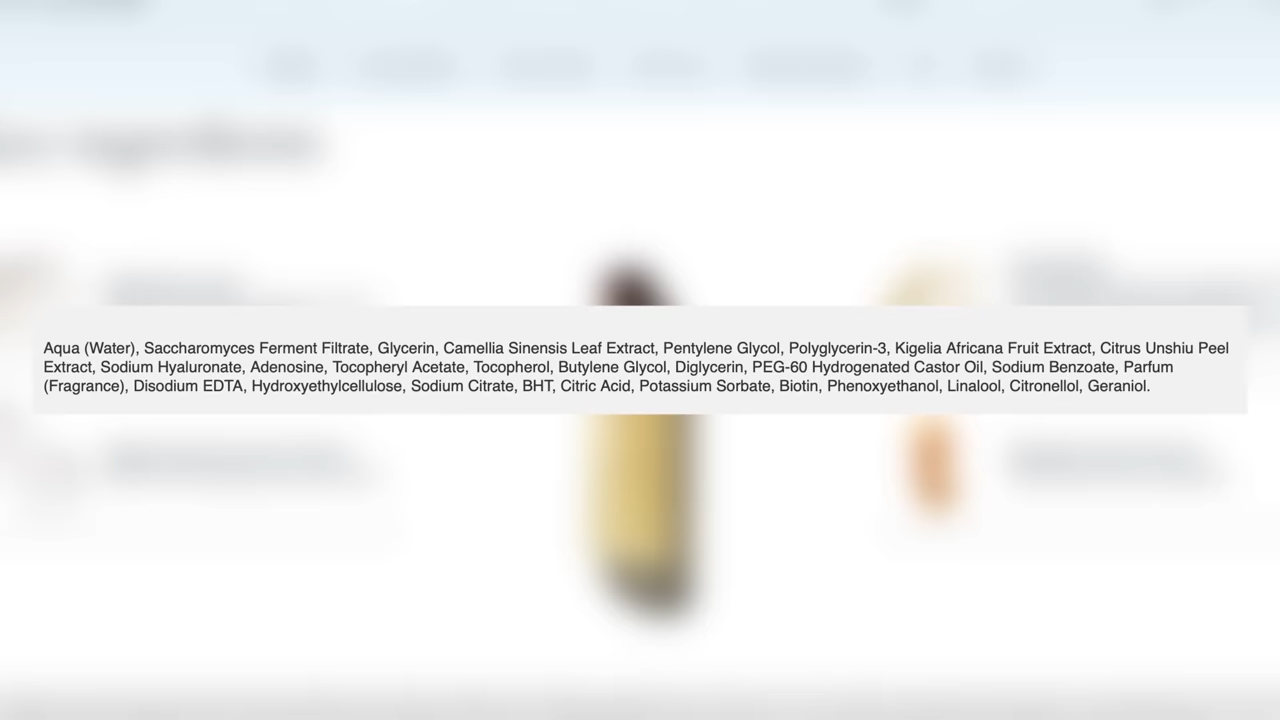 Aqua (Water), Saccharomyces Ferment Filtrate, Glycerin, Camellia Sinensis Leaf Extract, Pentylene Glycol, Polyglycerin-3, Kigelia Africana Fruit Extract, Citrus Unshiu Peel
Extract, Sodium Hyaluronate, Adenosine, Tocopheryl Acetate, Tocopherol, Butylene Glycol, Diglycerin, PEG-60 Hydrogenated Castor Oil, Sodium Benzoate, Parfum
(Fragrance), Disodium EDTA, Hydroxyethylcellulose, Sodium Citrate, BHT, Citric Acid, Potassium Sorbate, Biotin, Phenoxyethanol, Linalool, Citronellol, Geraniol.